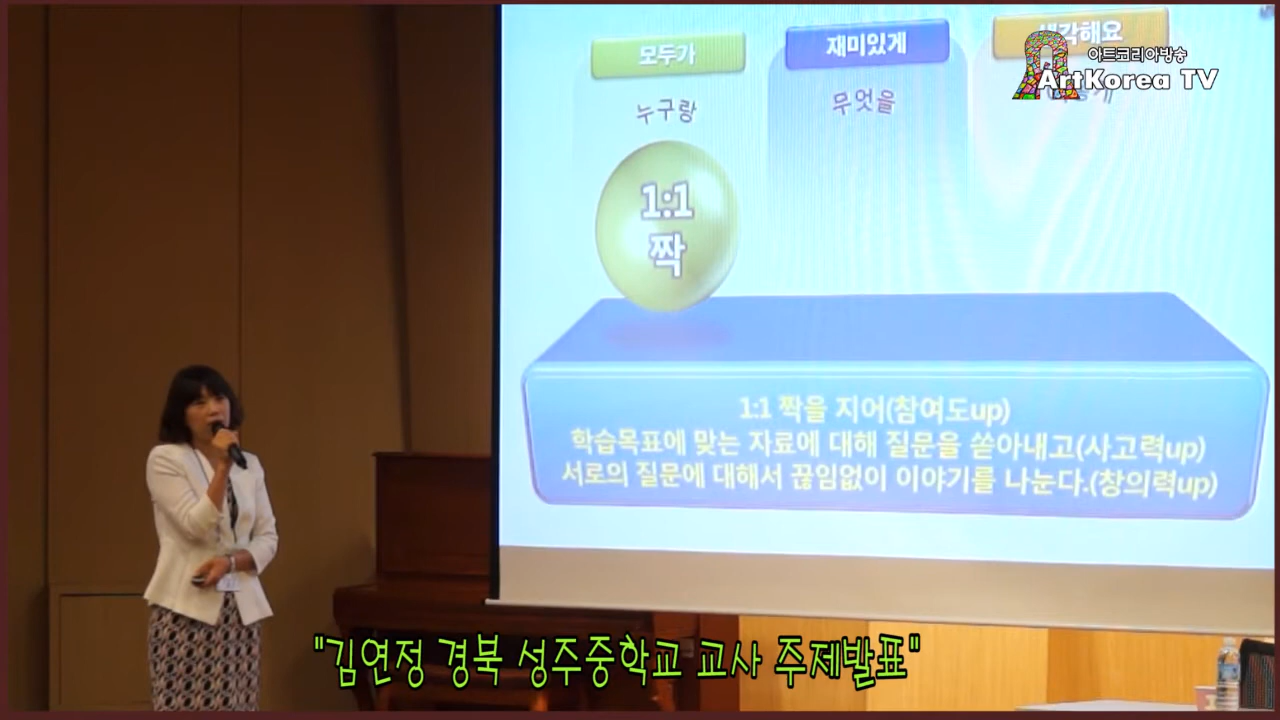 모두가
재미있게
생각해요
아트코리아방송
ArtKorea TV
누구랑
무엇을
1:1
짝
1:1 짝을 지어(참여도up)
학습목표에 맞는 자료에 대해 질문을 쏟아내고(사고력up)
서로의 질문에 대해서 끊임없이 이야기를 나눈다.(창의력up)
"김연정 경북 성주중학교 교사 주제발표"